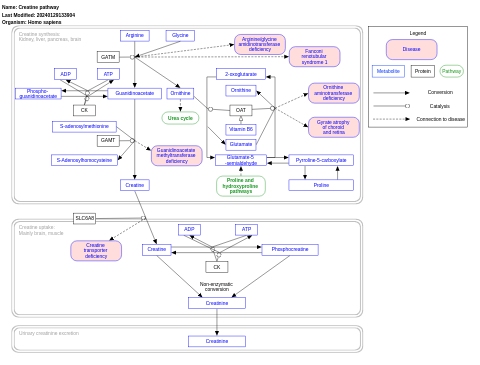 Name: Creatine pathway
Last Modified: 20240129133904
Organism: Homo sapiens
Creatine synthesis:
Kidney, liver, pancreas, brain
Arginine
Glycine
Arginine/glycine
amidinotransferase
deficiency
Fanconi
renotubular
syndrome 1
GATM
ADP
ATP
2-oxoglutarate
Phospho-
guanidinoacetate
Guanidinoacetate
Ornithine
Ornithine
Ornithine
aminotransferase
deficiency
CK
OAT
Urea cycle
S-adenosylmethionine
Vitamin B6
Gyrate atrophy
of choroid
and retina
GAMT
Glutamate
Guanidinoacetate
methyltransferase
deficiency
S-Adenosylhomocysteine
Glutamate-5
-semialdehyde
Pyrroline-5-carboxylate
Creatine
Proline and
hydroxyproline
pathways
Proline
Creatine uptake:
Mainly brain, muscle
SLC6A8
ADP
ATP
Creatine
transporter
deficiency
Creatine
Phosphocreatine
CK
Non-enzymatic
conversion
Creatinine
Urinary creatinine excretion
Creatinine
Legend
Disease
Metabolite
Protein
Pathway
Conversion
Catalysis
Connection to disease